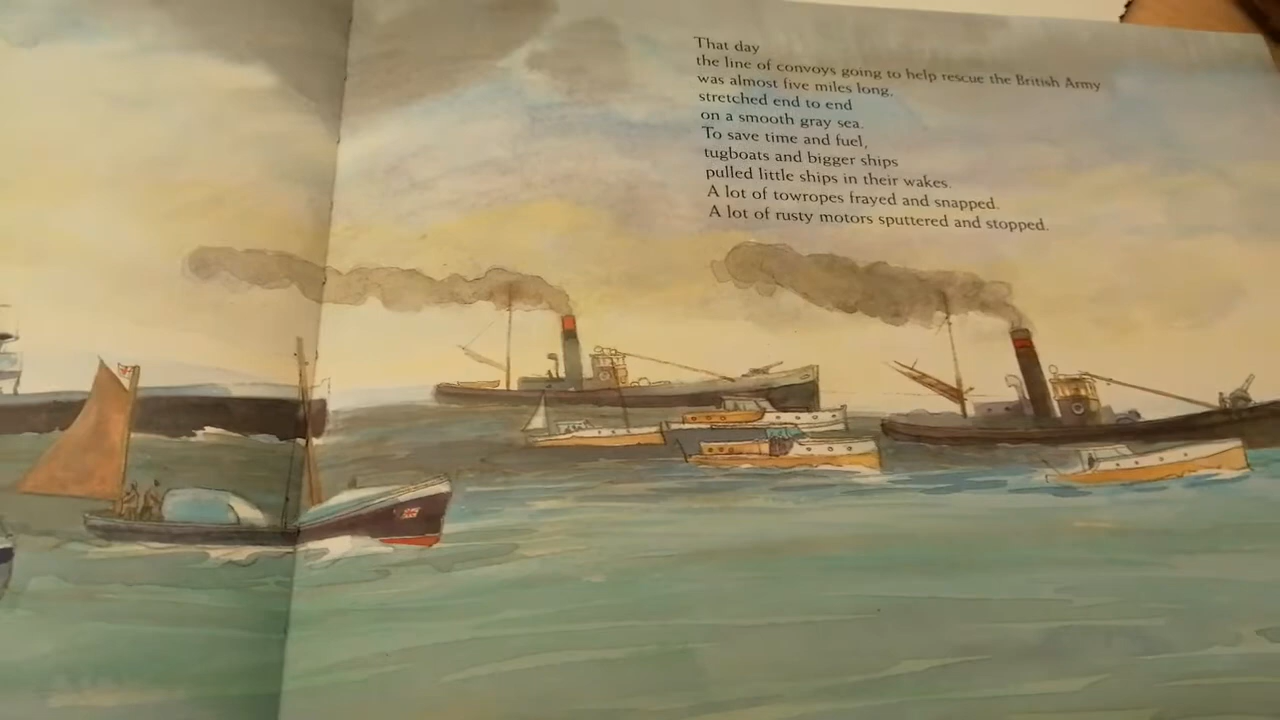 That day
the line of convoys going to help rescue the British Army
was almost five miles long,
stretched end to end
on a smooth gray sea.
To save time and fuel,
tugboats and bigger ships
pulled little ships in their wakes.
A lot of towropes frayed and snapped.
A lot of rusty motors sputtered and stopped.